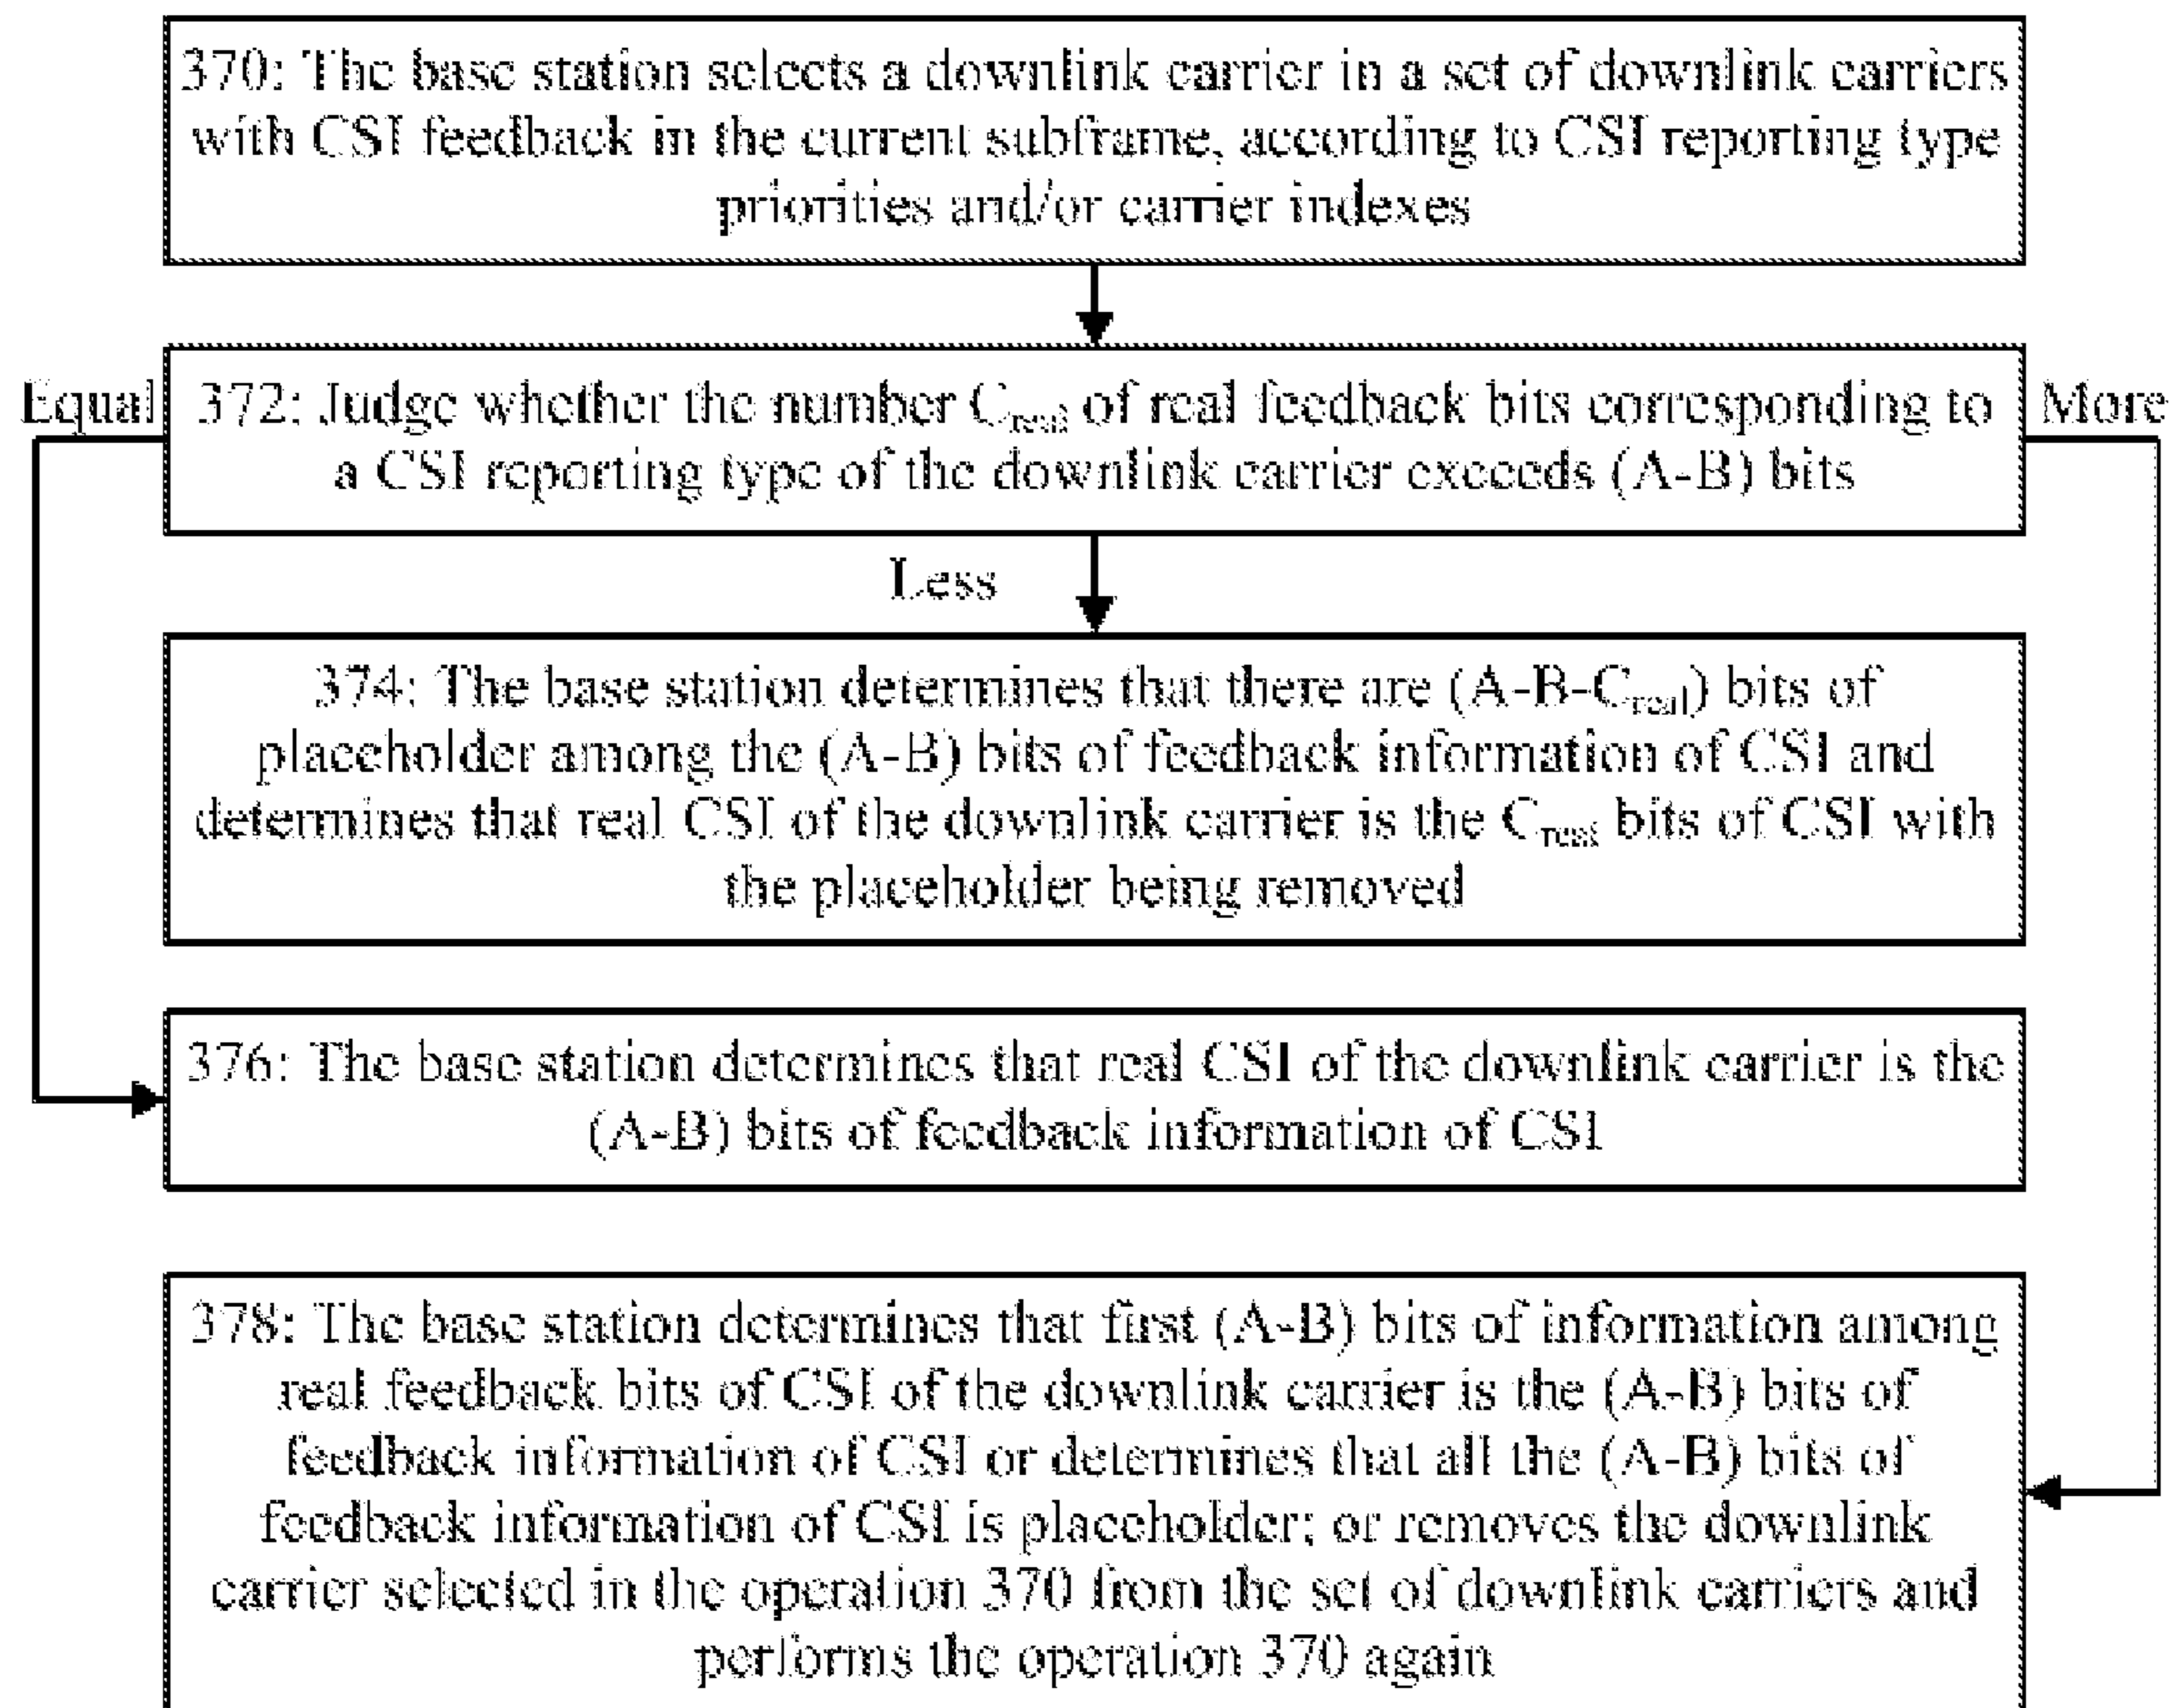 370: The base station selects a downlink carrier in a set of downlink carriers
with CSI feedback in the current subframe, according to CSI reporting type
priorities and/or carrier indexes
Equal
372: Judge whether the number Creal of real feedback bits corresponding to
a CSI reporting type of the downlink carrier exceeds (A-B) bits
More
Less
374: The base station determines that there are (A-B-Creal) bits of
placeholder among the (A-B) bits of feedback information of CSI and
determines that real CSI of the downlink carrier is the Creal bits of CSI with
the placeholder being removed
376: The base station determines that real CSI of the downlink carrier is the
(A-B) bits of feedback information of CSI
378: The base station determines that first (A-B) bits of information among
real feedback bits of CSI of the downlink carrier is the (A-B) bits of
feedback information of CSI or determines that all the (A-B) bits of
feedback information of CSI is placeholder; or removes the downlink
carrier selected in the operation 370 from the set of downlink carriers and
performs the operation 370 again